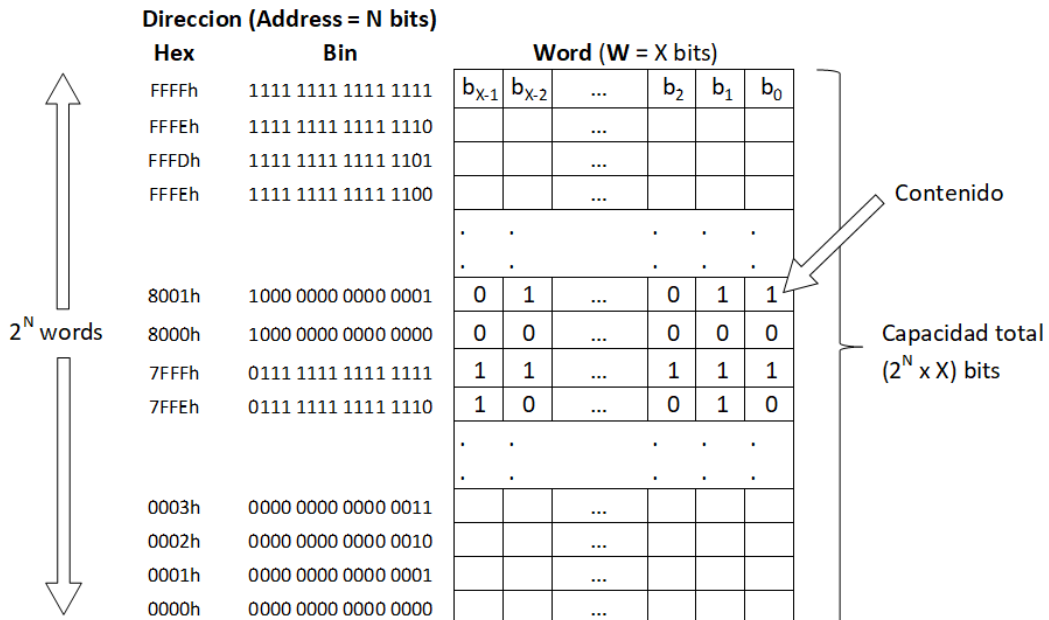 Direccion (Address = N bits)
Hex Bin Word (W = X bits)
FFFFh 1111 1111 1111 1111 bX-1 bX-2 ... b2 b1 b0
FFFEh 1111 1111 1111 1110 ...
FFFDh 1111 1111 1111 1101 ...
FFFEh 1111 1111 1111 1100 ...
Contenido
. . . . .
. . . . .
8001h 1000 0000 0000 0001 0 1 ... 0 1 1
2^N words
8000h 1000 0000 0000 0000 0 0 ... 0 0 0
Capacidad total
(2^N x X) bits
7FFFh 0111 1111 1111 1111 1 1 ... 1 1 1
7FFEh 0111 1111 1111 1110 1 0 ... 0 1 0
. . . . .
. . . . .
0003h 0000 0000 0000 0011 ...
0002h 0000 0000 0000 0010 ...
0001h 0000 0000 0000 0001 ...
0000h 0000 0000 0000 0000 ...